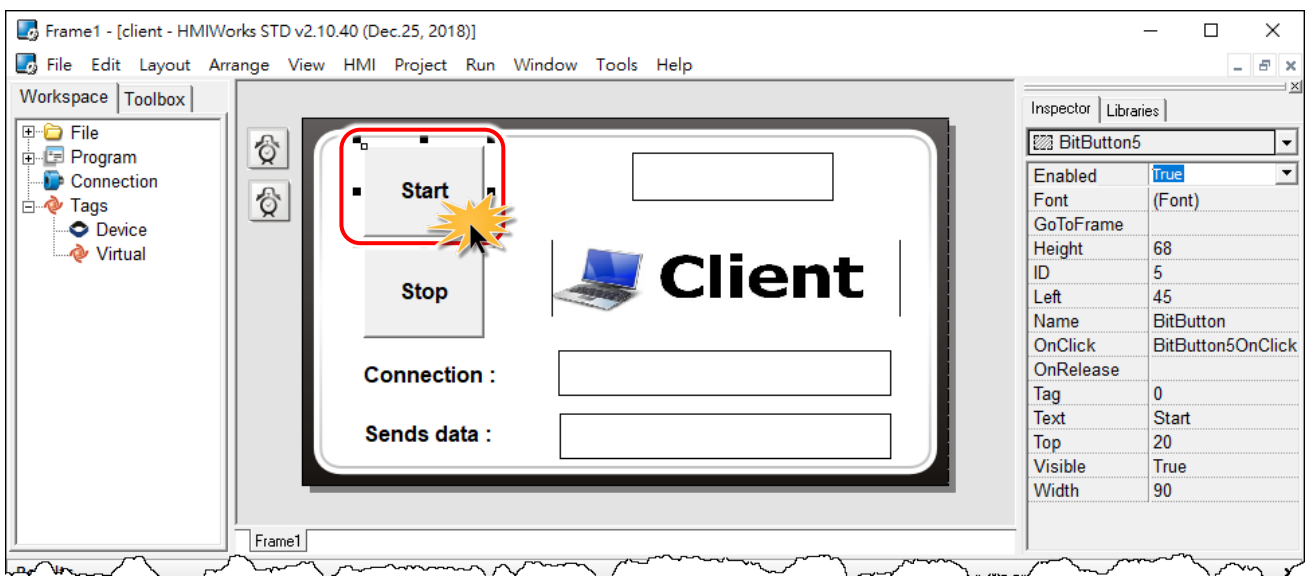 Frame1 - [client - HMIWorks STD v2.10.40 (Dec.25, 2018)]
File Edit Layout Arrange View HMI Project Run Window Tools Help
Workspace Toolbox
File
Program
Connection
Tags
Device
Virtual
Start
Stop
Client
Connection :
Sends data :
Frame1
Inspector Libraries
BitButton5
Enabled True
Font (Font)
GoToFrame
Height 68
ID 5
Left 45
Name BitButton
OnClick BitButton5OnClick
OnRelease
Tag 0
Text Start
Top 20
Visible True
Width 90